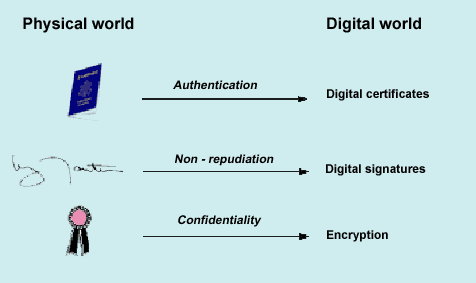 Physical world
Digital world
Authentication
Digital certificates
Non - repudiation
Digital signatures
Confidentiality
Encryption